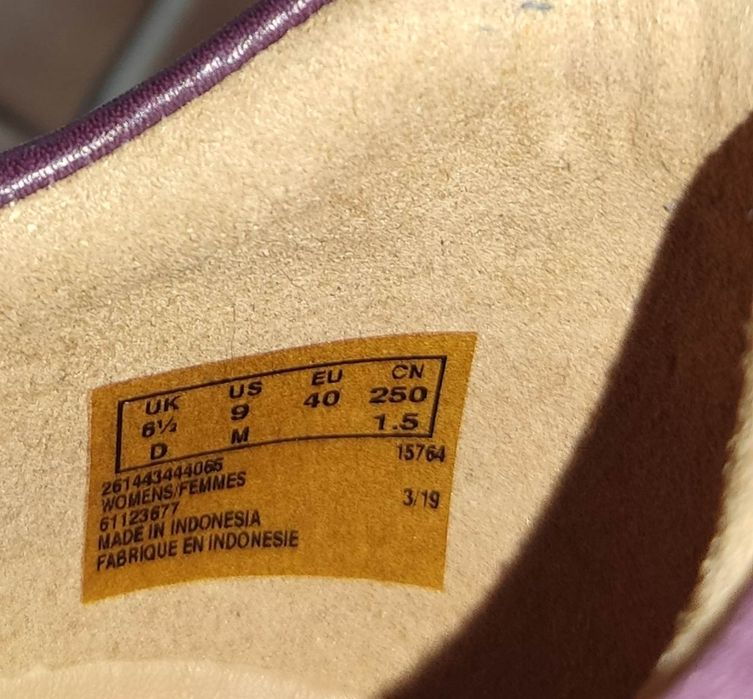 UK US EU CN
6½ 9 40 250
D M 1.5
261443444065 15764
WOMENS/FEMMES
61123677 3/19
MADE IN INDONESIA
FABRIQUE EN INDONESIE